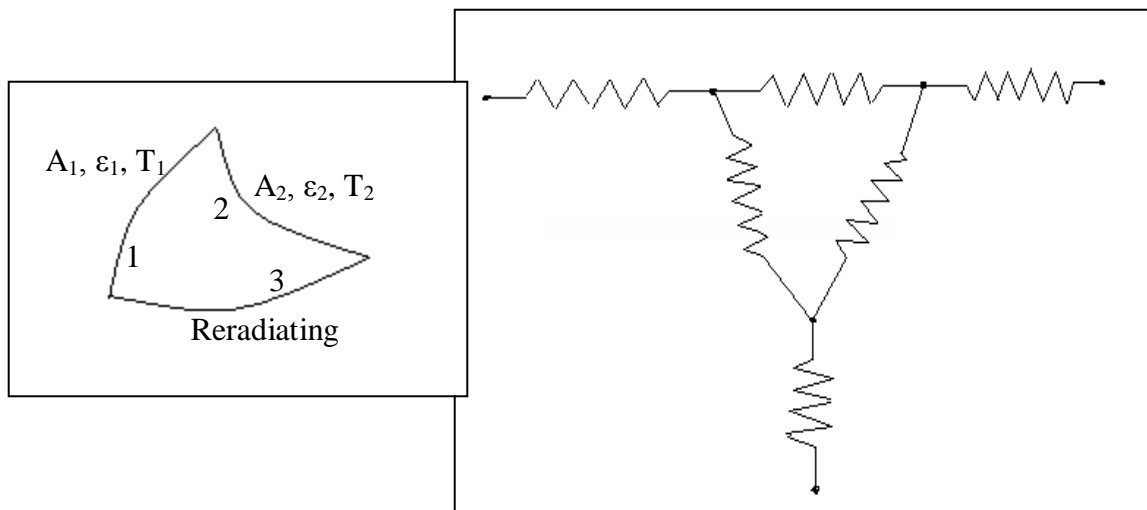 A₁, ε₁, T₁
A₂, ε₂, T₂
2
1
3
Reradiating